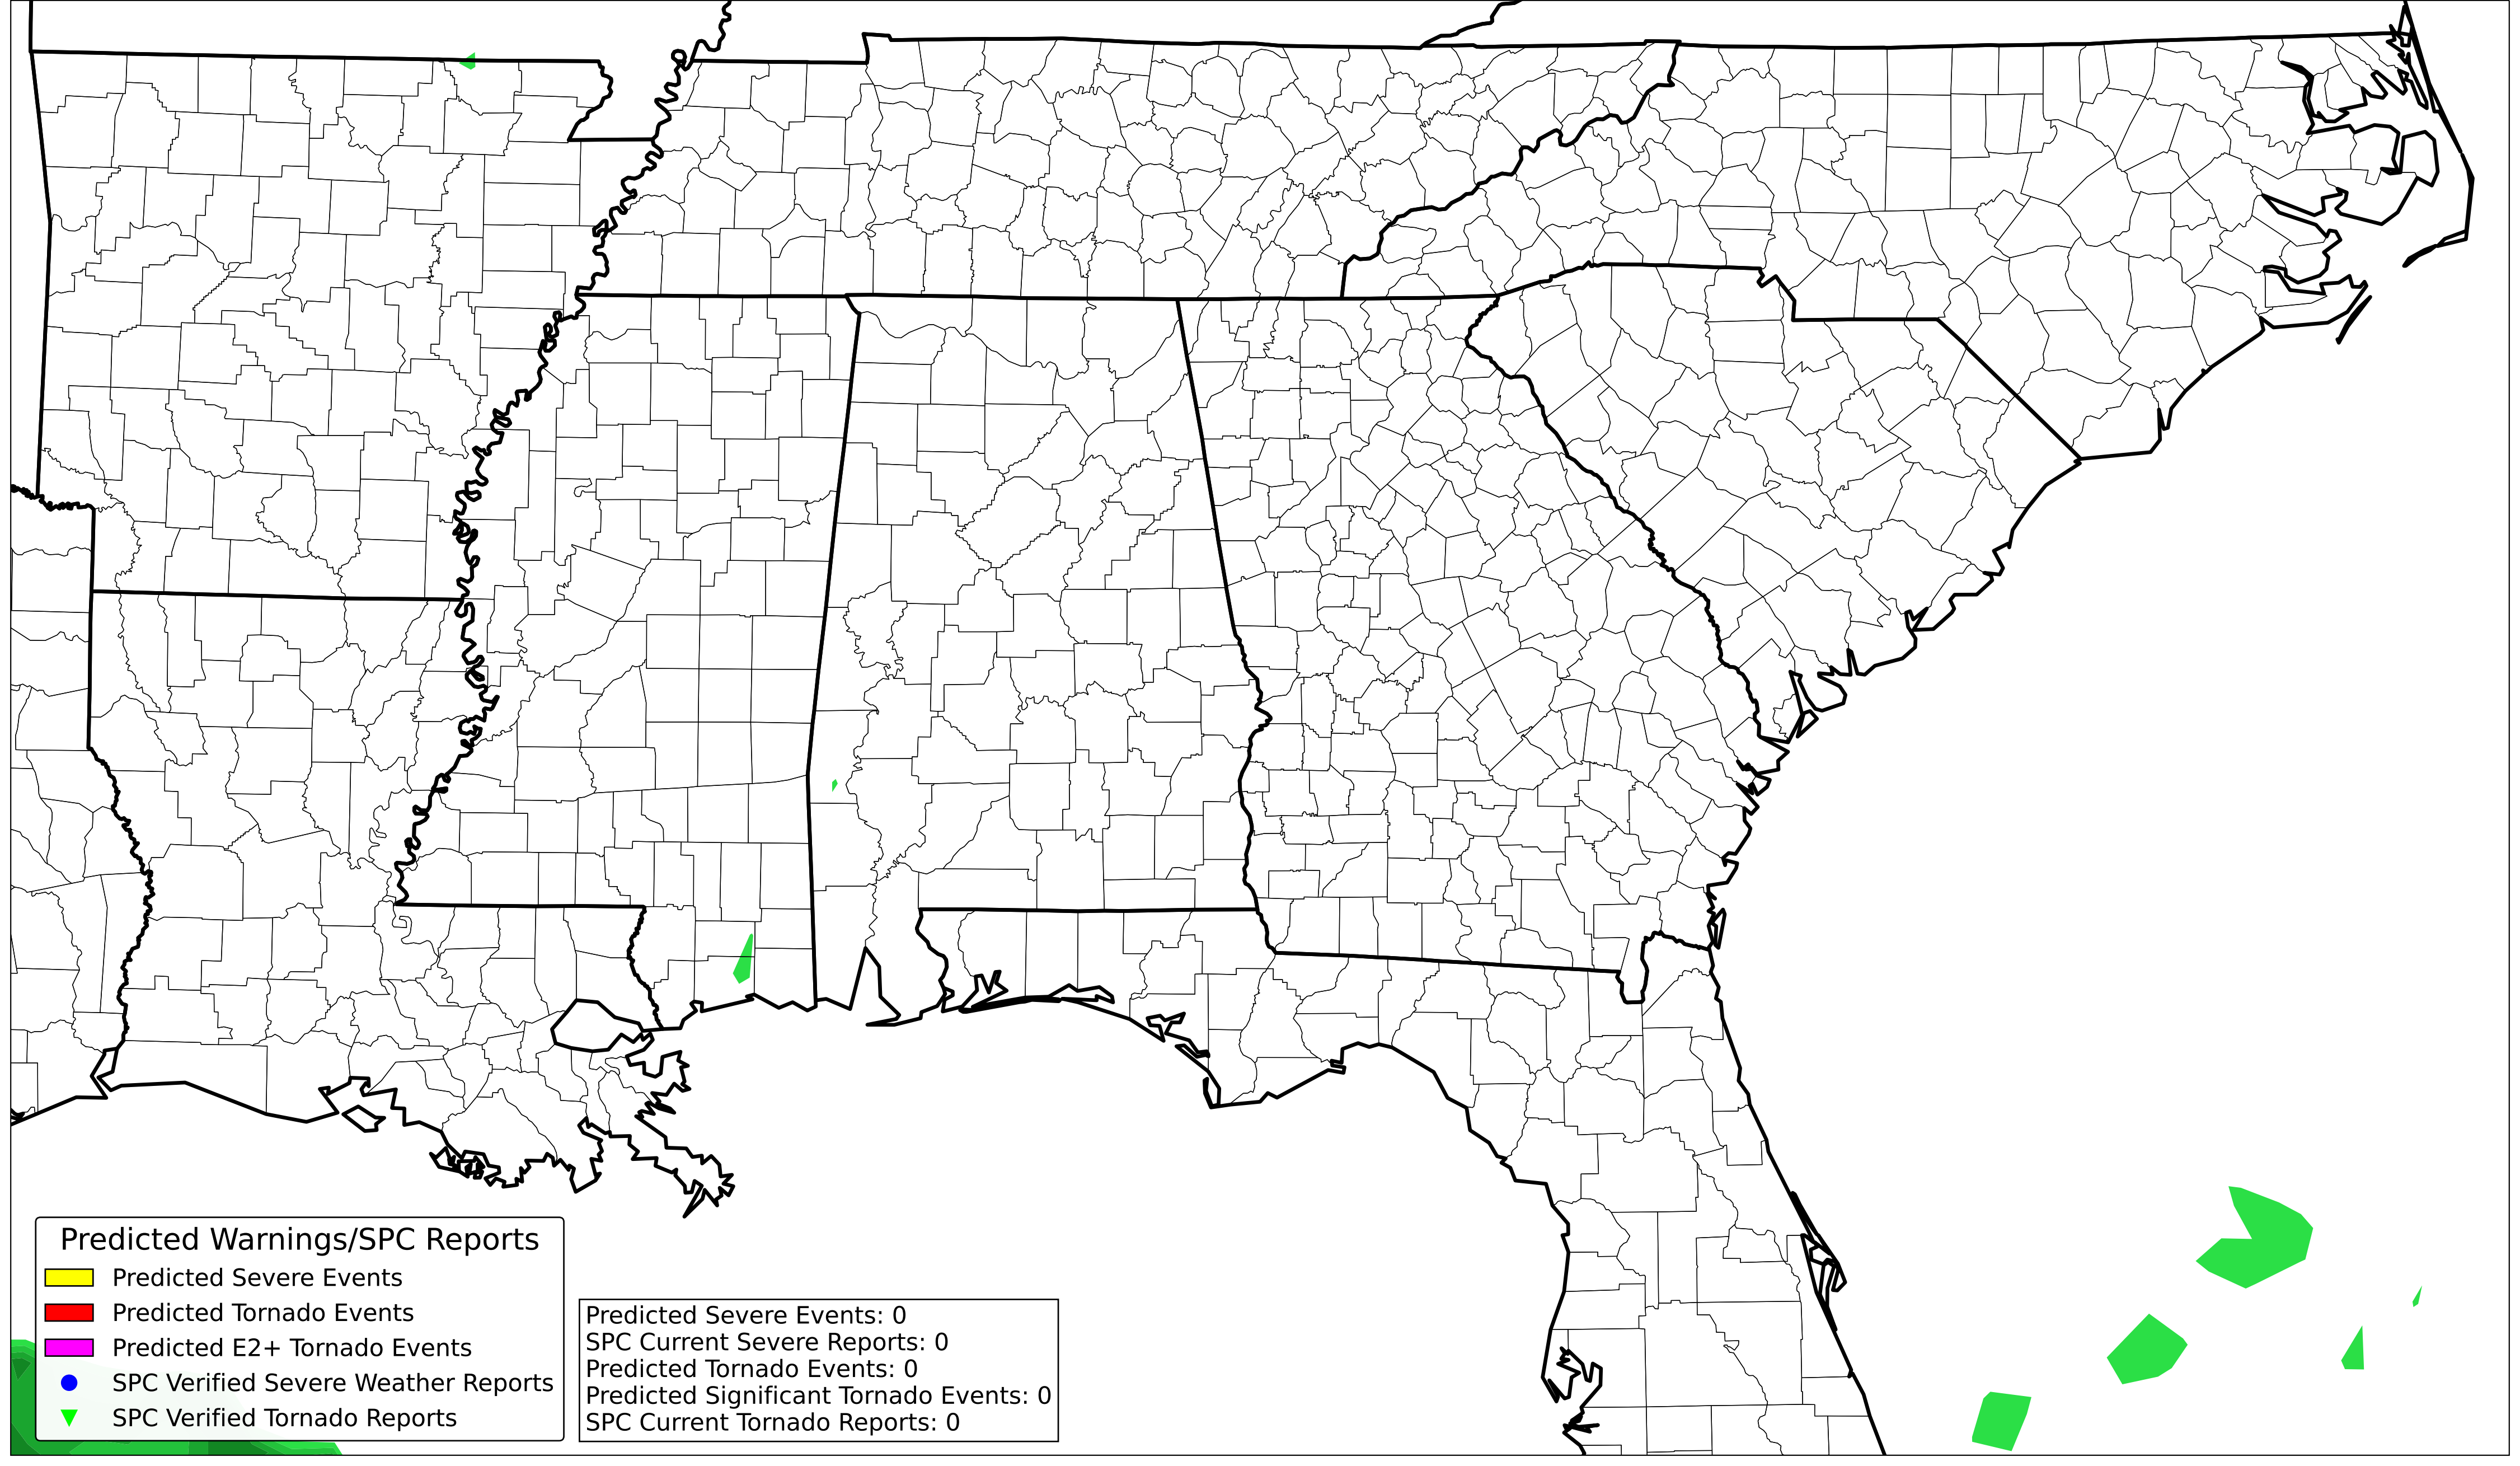 Predicted Warnings/SPC Reports
Predicted Severe Events
Predicted Tornado Events
Predicted E2+ Tornado Events
SPC Verified Severe Weather Reports
SPC Verified Tornado Reports
Predicted Severe Events: 0
SPC Current Severe Reports: 0
Predicted Tornado Events: 0
Predicted Significant Tornado Events: 0
SPC Current Tornado Reports: 0